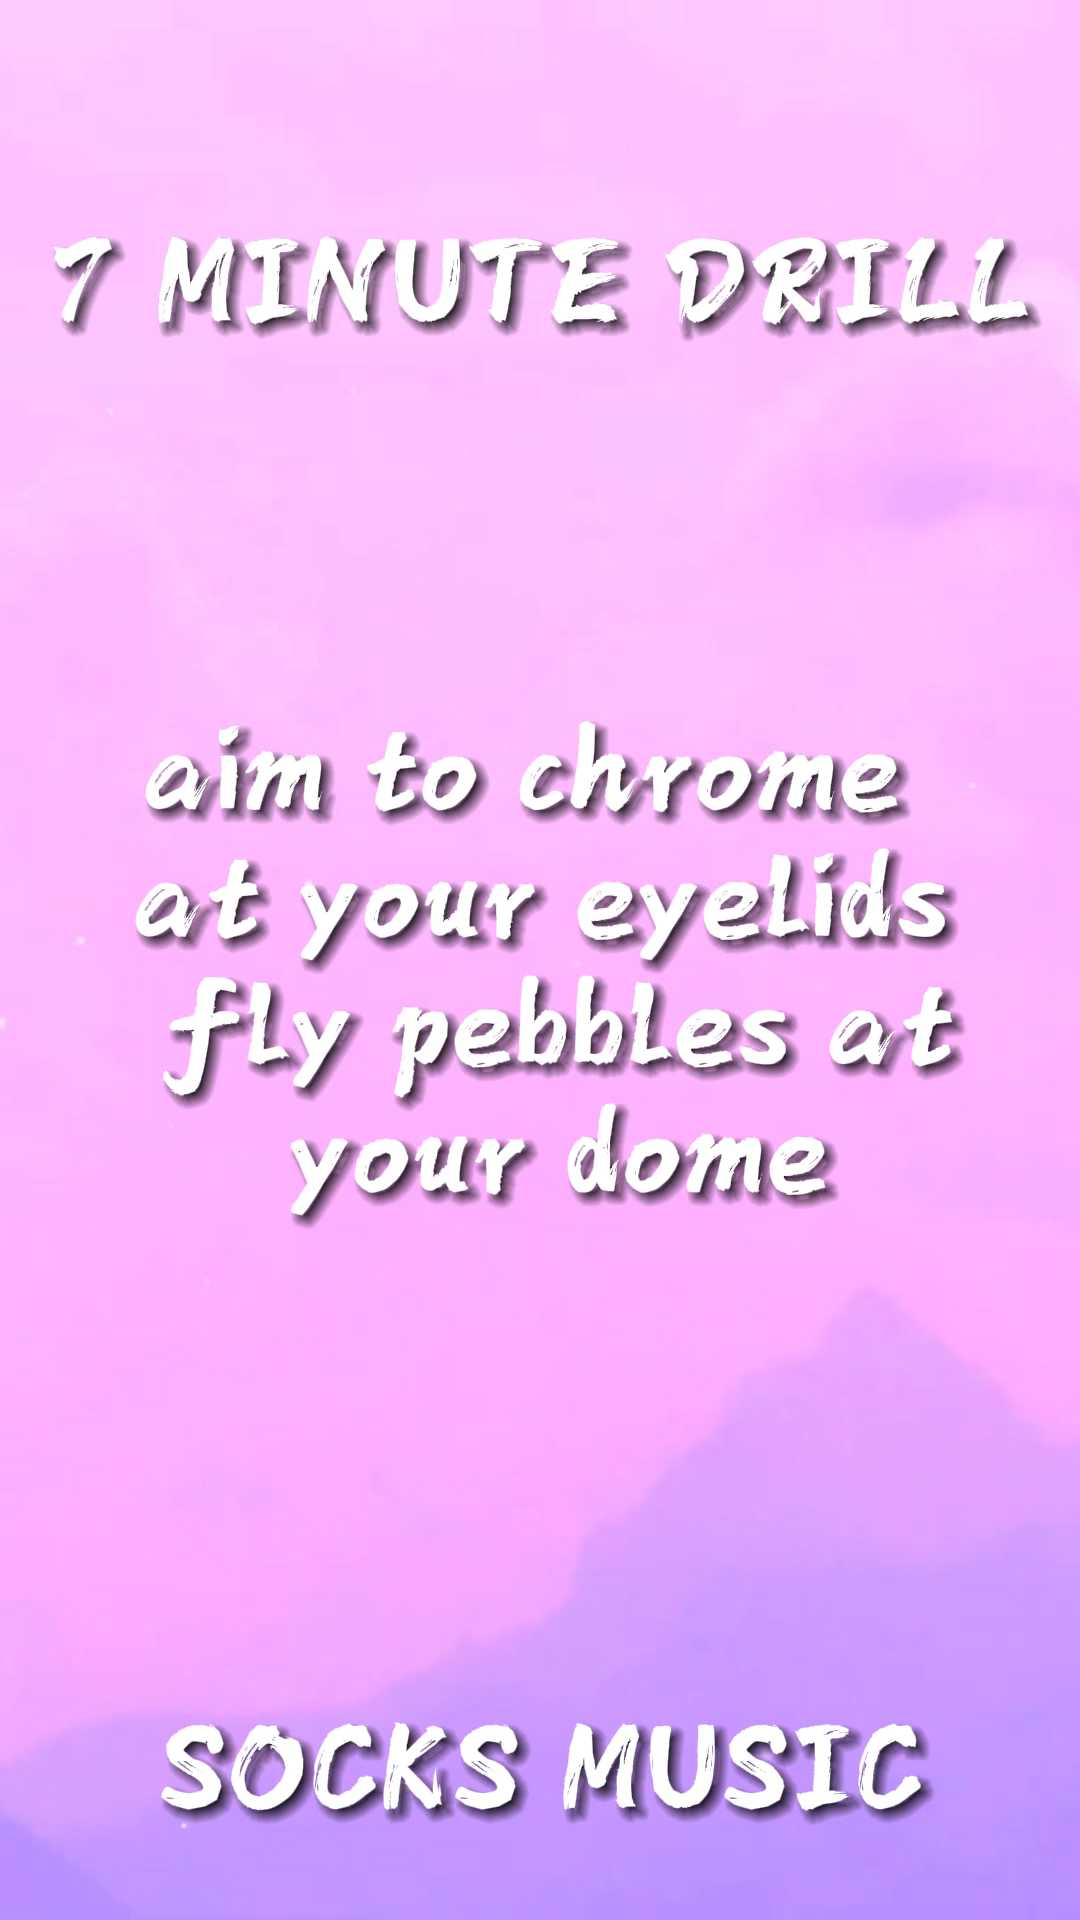 7 MINUTE DRILL
aim to chrome
at your eyelids
fly pebbles at
your dome
SOCKS MUSIC